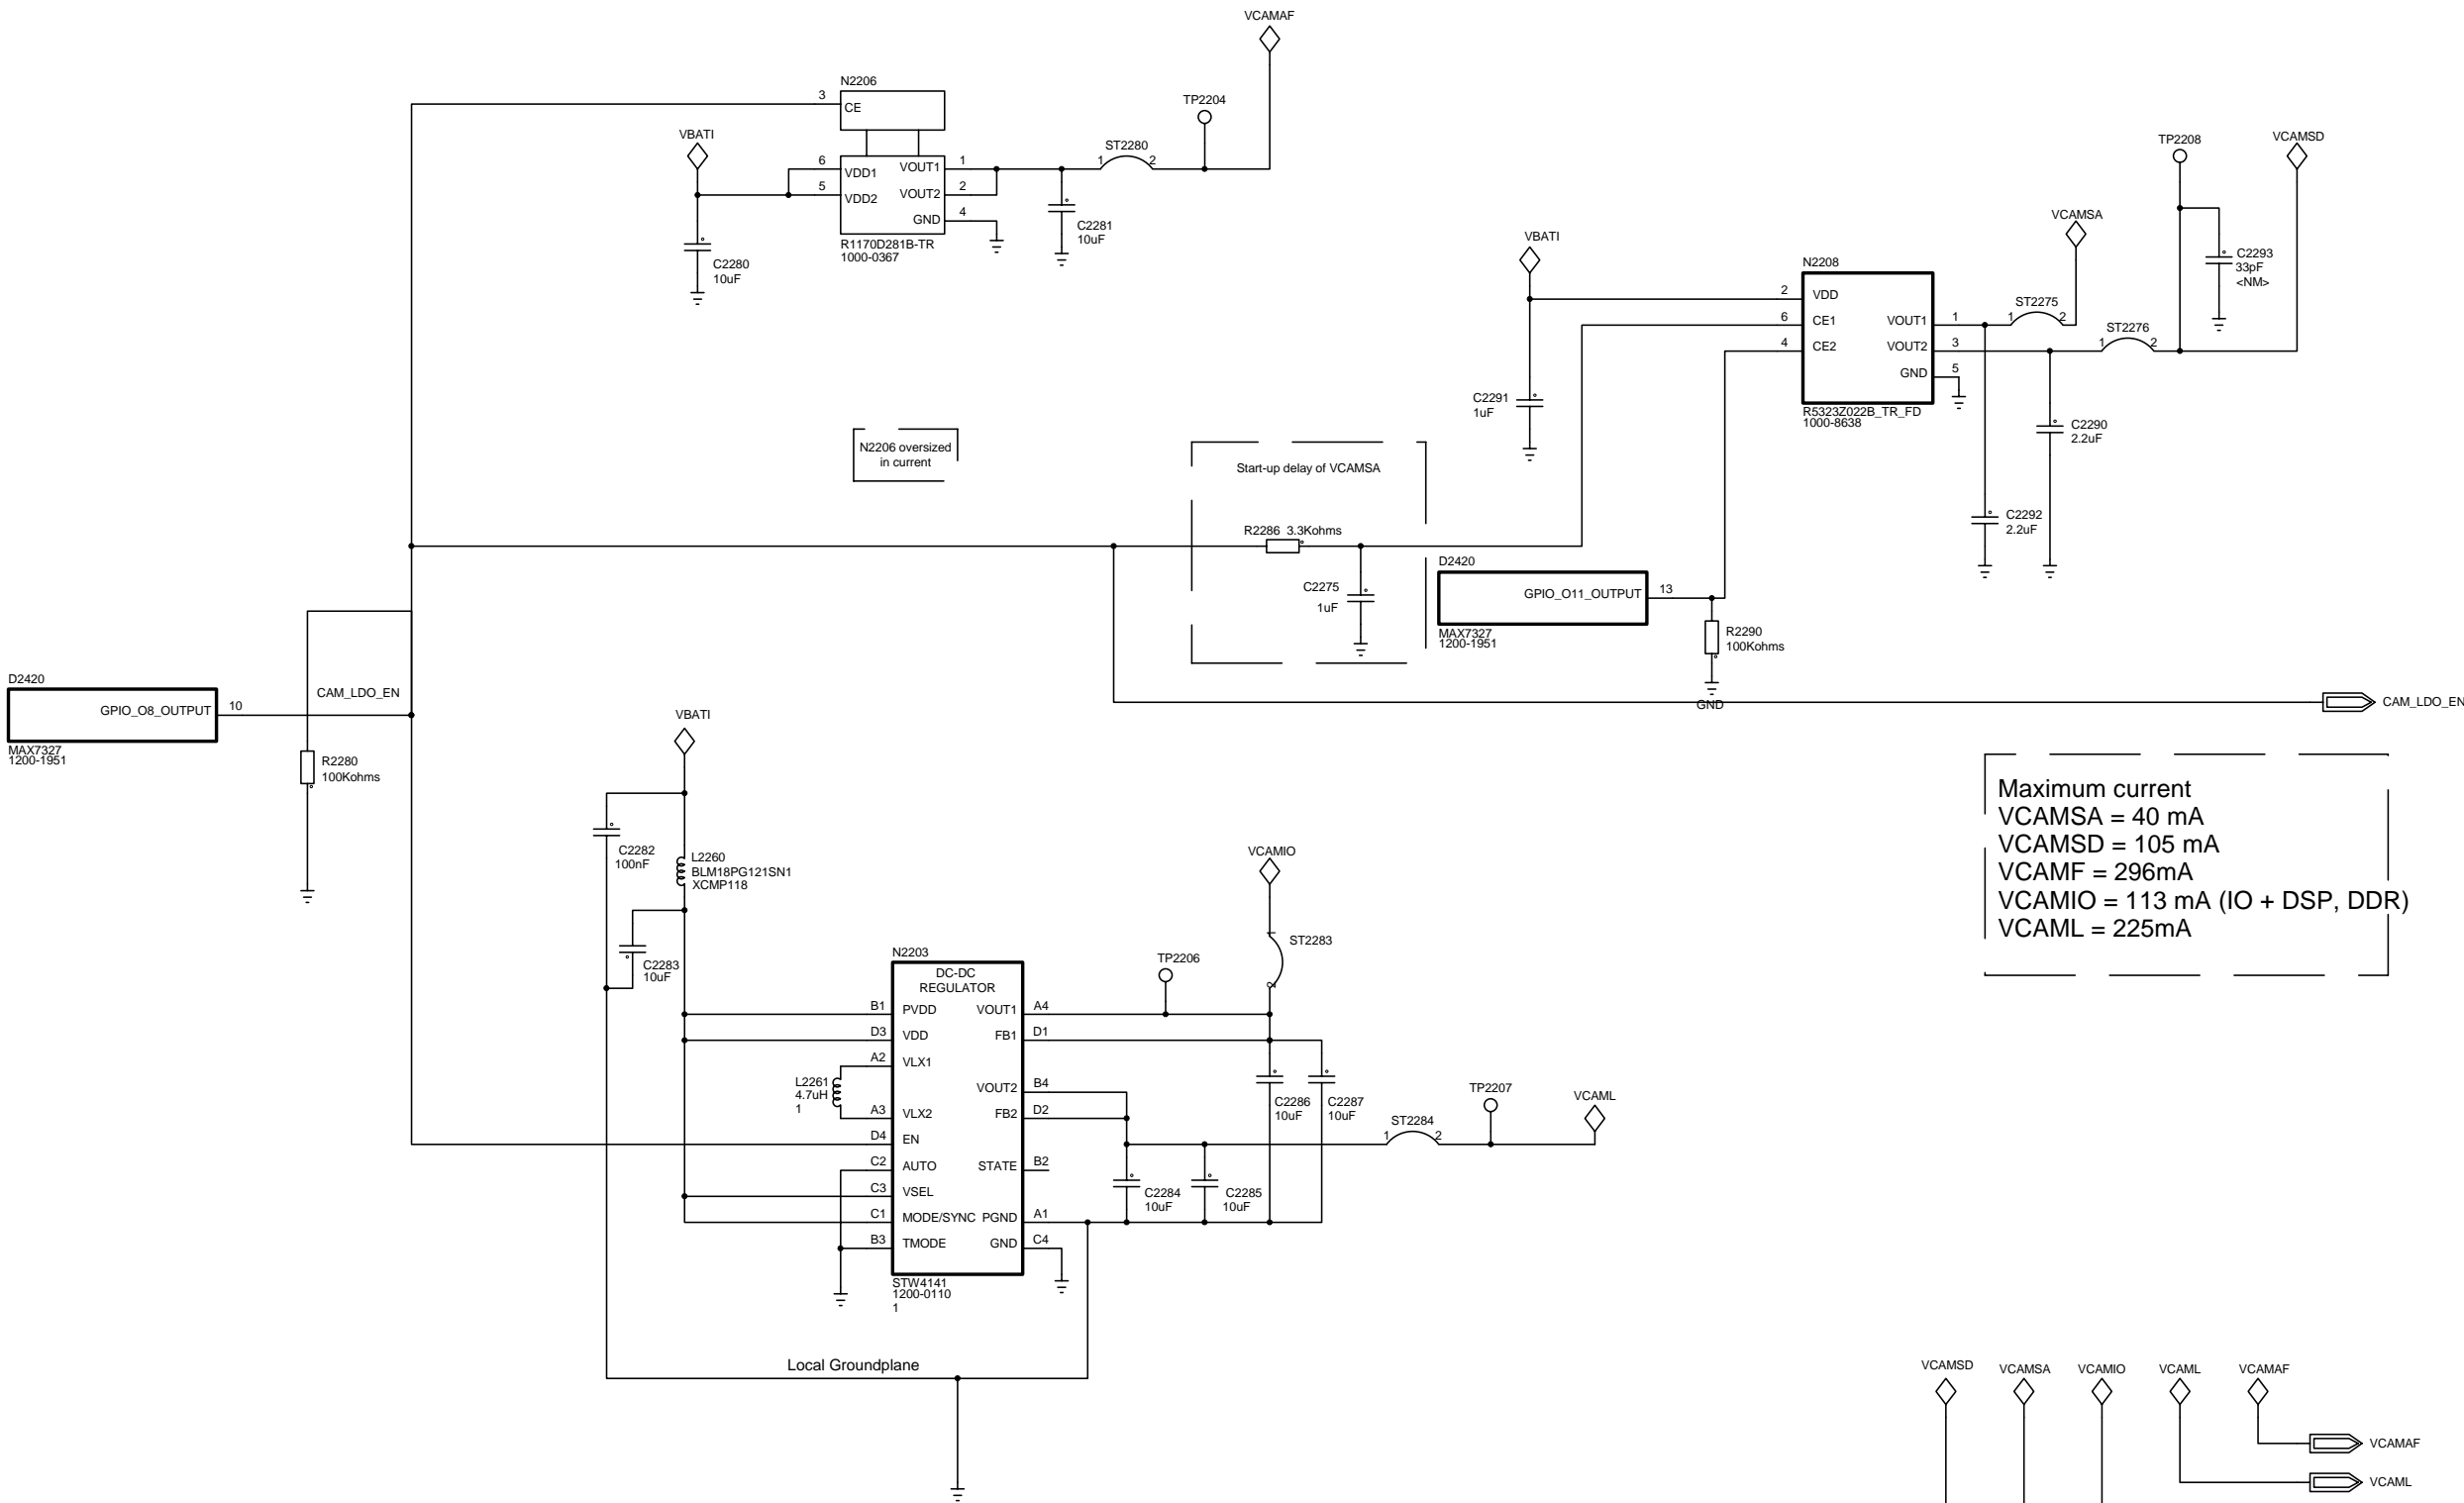 VCAMAF
N2206
3
CE
TP2204
VBATI
ST2280
1
2
6
VDD1
VOUT1
1
5
VDD2
VOUT2
2
GND
4
R1170D281B-TR
1000-0367
C2280
10uF
C2281
10uF
TP2208
VCAMSD
VCAMSA
C2293
33pF
<NM>
VBATI
N2208
2
VDD
6
CE1
VOUT1
1
4
CE2
VOUT2
3
GND
5
R5323Z022B_TR_FD
1000-8638
ST2275
1
2
ST2276
1
2
C2291
1uF
C2290
2.2uF
C2292
2.2uF
N2206 oversized
in current
Start-up delay of VCAMSA
R2286 3.3Kohms
C2275
1uF
D2420
GPIO_O11_OUTPUT
13
MAX7327
1200-1951
R2290
100Kohms
GND
CAM_LDO_EN
D2420
GPIO_O8_OUTPUT
10
MAX7327
1200-1951
CAM_LDO_EN
R2280
100Kohms
VBATI
C2282
100nF
L2260
BLM18PG121SN1
XCMP118
C2283
10uF
Maximum current
VCAMSA = 40 mA
VCAMSD = 105 mA
VCAMF = 296mA
VCAMIO = 113 mA (IO + DSP, DDR)
VCAML = 225mA
VCAMIO
1
ST2283
2
TP2206
N2203
DC-DC
REGULATOR
B1
PVDD
VOUT1
A4
D3
VDD
FB1
D1
A2
VLX1
L2261
4.7uH
1
VOUT2
B4
A3
VLX2
FB2
D2
D4
EN
C2
AUTO
STATE
B2
C3
VSEL
C1
MODE/SYNC
PGND
A1
B3
TMODE
GND
C4
STW4141
1200-0110
1
C2286
10uF
C2287
10uF
TP2207
VCAML
ST2284
1
2
C2284
10uF
C2285
10uF
Local Groundplane
VCAMSD
VCAMSA
VCAMIO
VCAML
VCAMAF
VCAMAF
VCAML